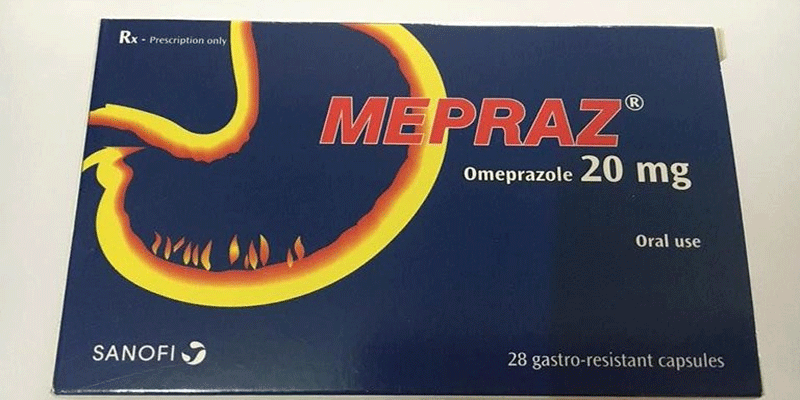 Rx - Prescription only
MEPRAZ®
Omeprazole 20 mg
Oral use
SANOFI
28 gastro-resistant capsules